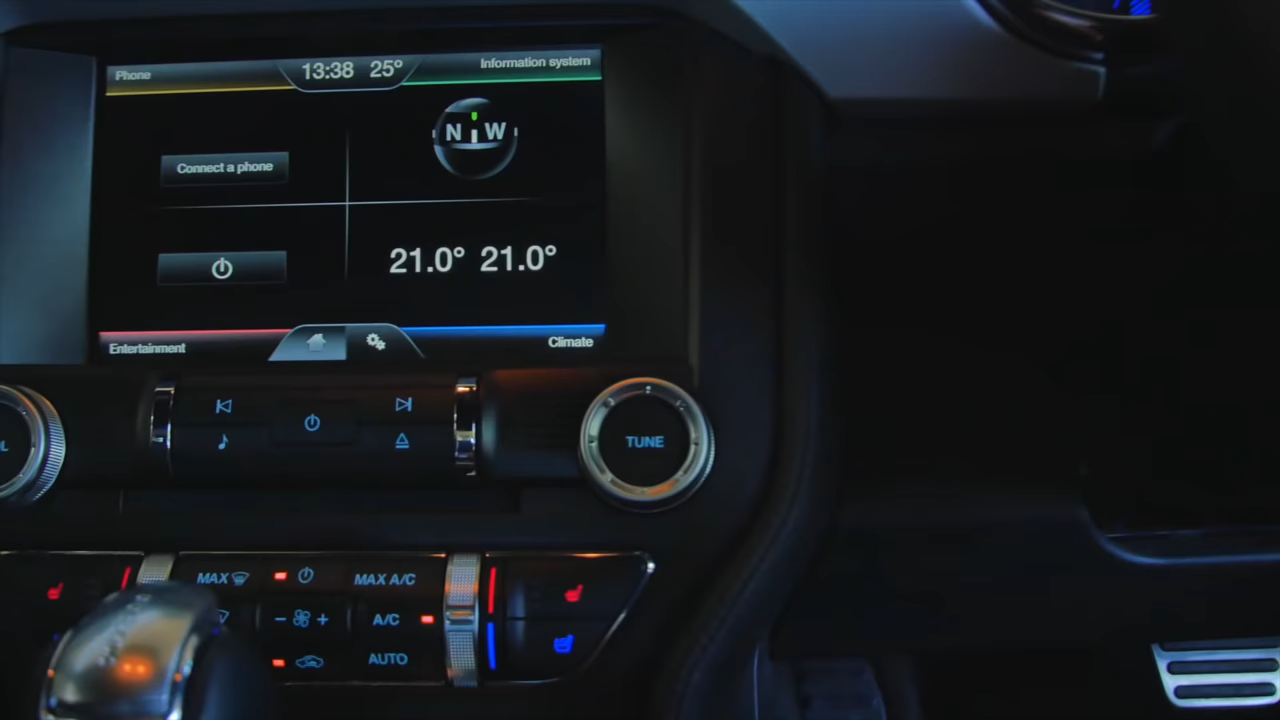 Phone 13:38 25° Information system
N W
Connect a phone
21.0° 21.0°
Entertainment Climate
TUNE
MAX MAX A/C
− + A/C
AUTO